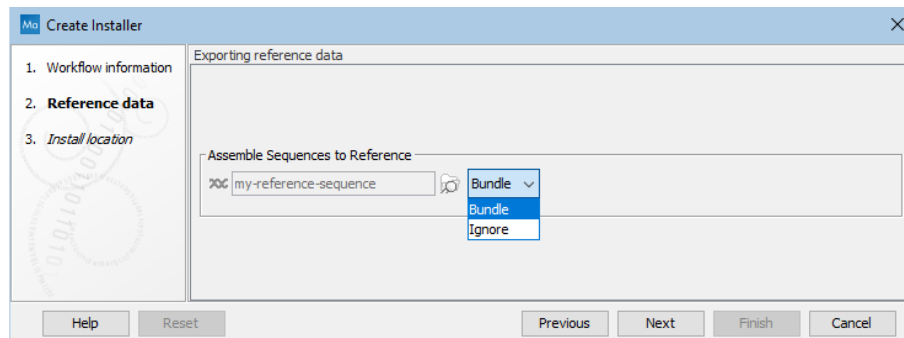 Ma Create Installer
1. Workflow information
2. Reference data
3. Install location
Exporting reference data
Assemble Sequences to Reference
my-reference-sequence
Bundle
Bundle
Ignore
Help
Reset
Previous
Next
Finish
Cancel